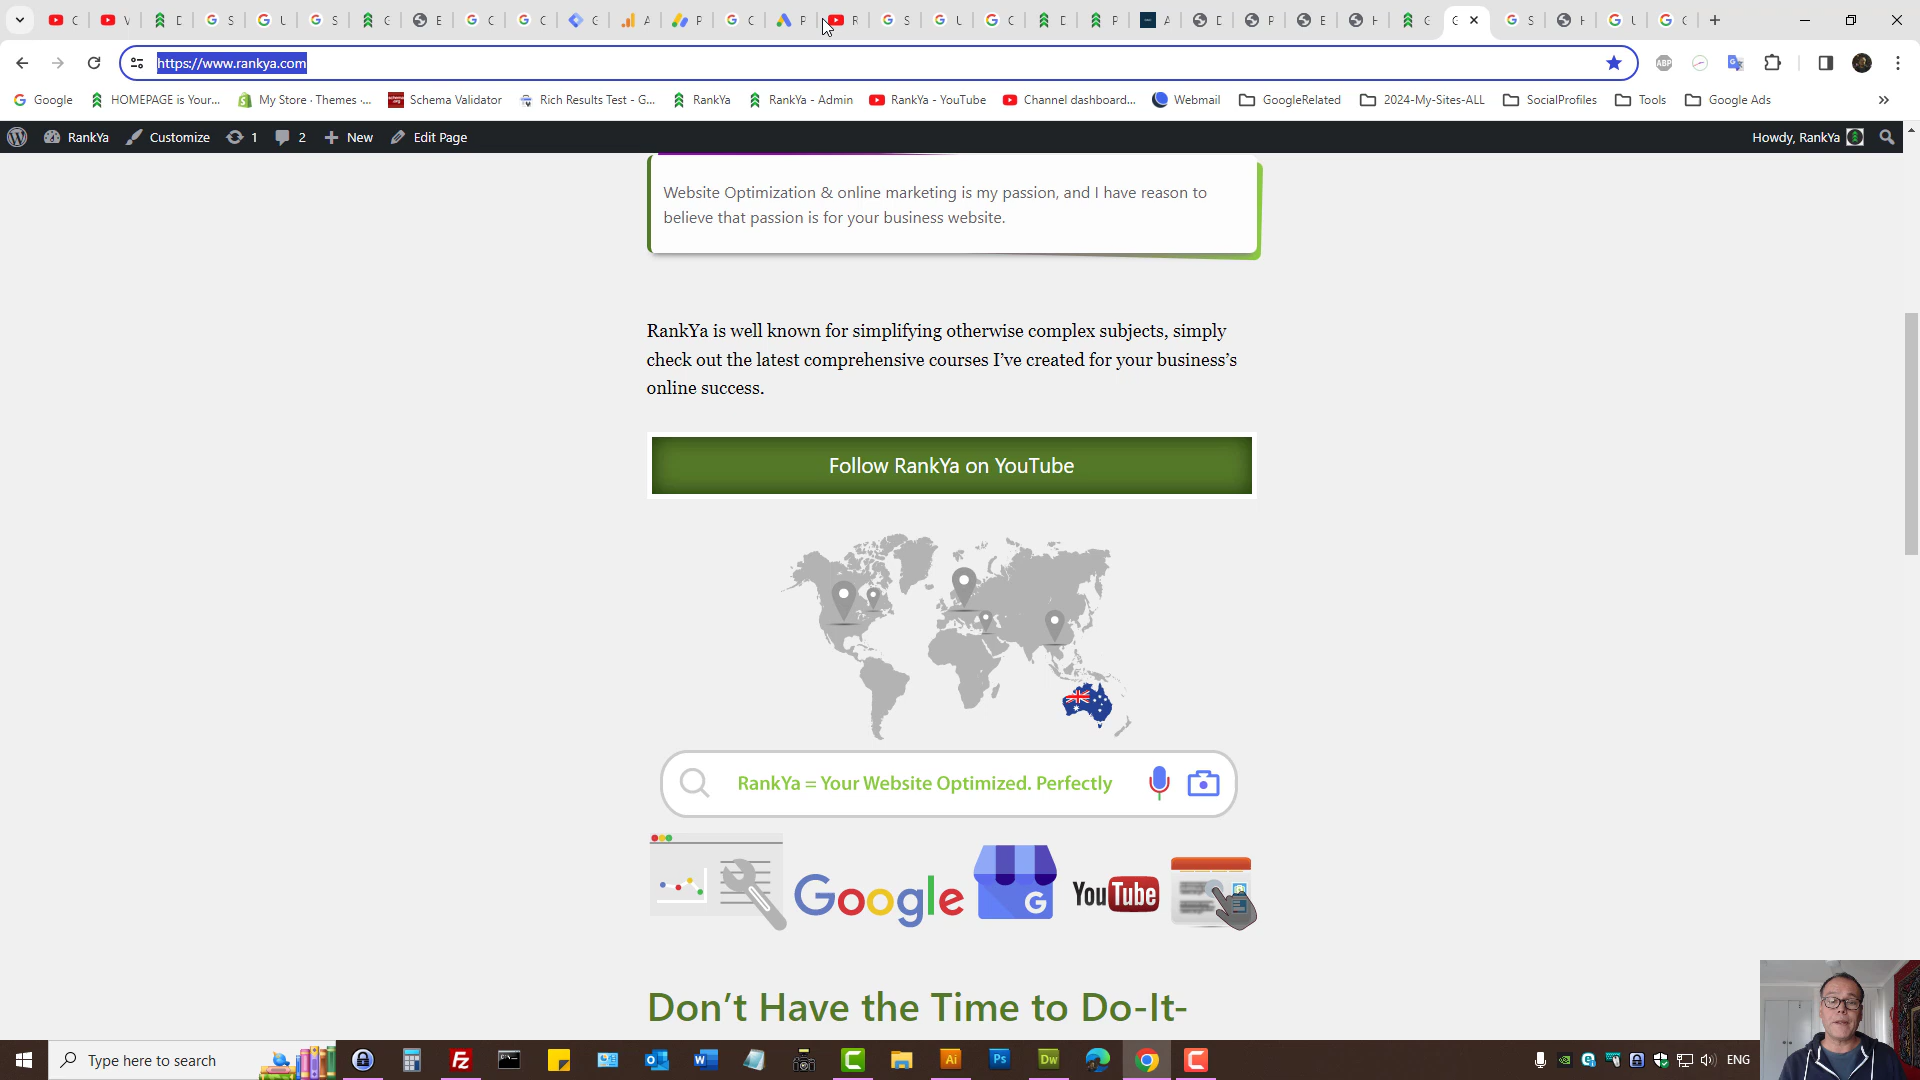 https://www.rankya.com
ABP
Google
HOMEPAGE is Your...
My Store · Themes ·...
Schema Validator
Rich Results Test - G...
RankYa
RankYa - Admin
RankYa - YouTube
Channel dashboard...
Webmail
GoogleRelated
2024-My-Sites-ALL
SocialProfiles
Tools
Google Ads
RankYa
Customize
1
2
New
Edit Page
Howdy, RankYa
Website Optimization & online marketing is my passion, and I have reason to
believe that passion is for your business website.
RankYa is well known for simplifying otherwise complex subjects, simply
check out the latest comprehensive courses I've created for your business's
online success.
Follow RankYa on YouTube
RankYa = Your Website Optimized. Perfectly
Google
G
YouTube
Don't Have the Time to Do-It-
Type here to search
Ai
Ps
Dw
ENG